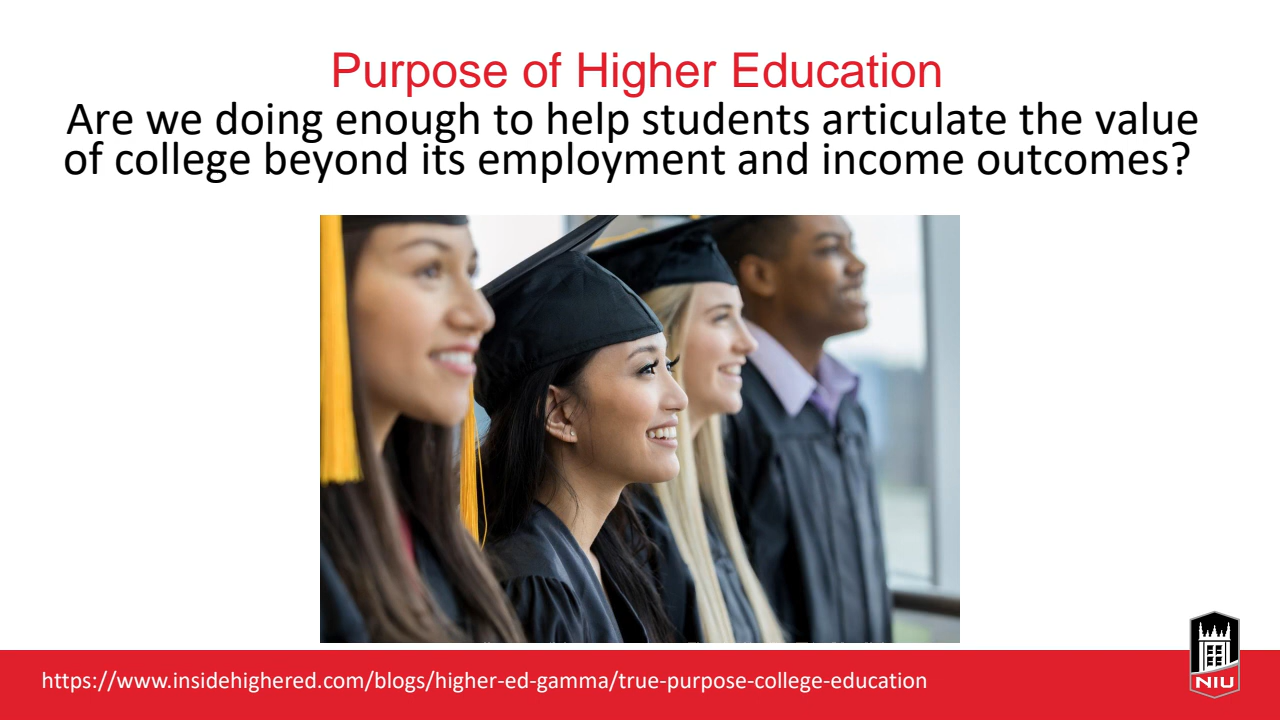 Purpose of Higher Education
Are we doing enough to help students articulate the value
of college beyond its employment and income outcomes?
https://www.insidehighered.com/blogs/higher-ed-gamma/true-purpose-college-education
NIU